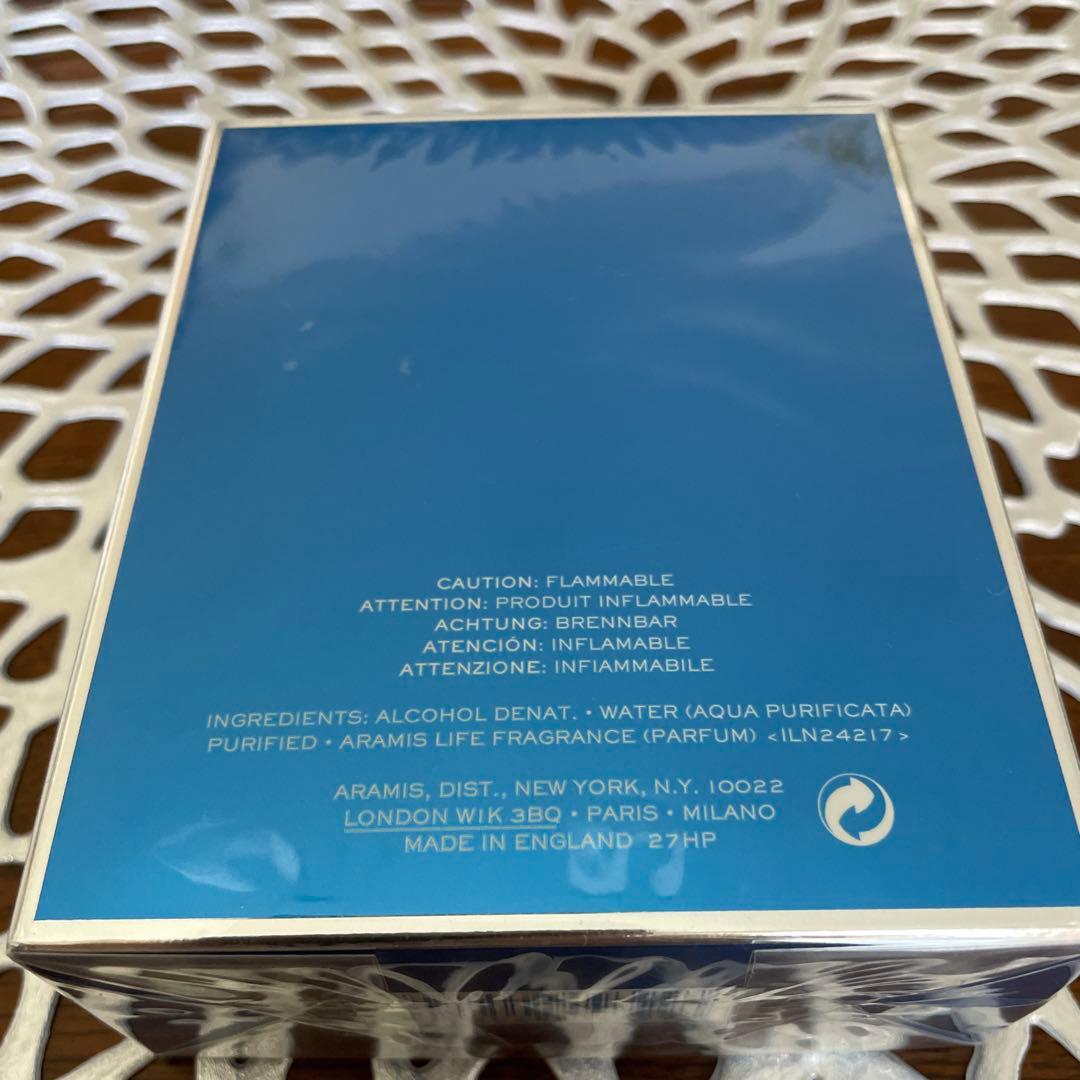 CAUTION: FLAMMABLE
ATTENTION: PRODUIT INFLAMMABLE
ACHTUNG: BRENNBAR
ATENCIÓN: INFLAMABLE
ATTENZIONE: INFIAMMABILE
INGREDIENTS: ALCOHOL DENAT. • WATER (AQUA PURIFICATA)
PURIFIED • ARAMIS LIFE FRAGRANCE (PARFUM) <ILN24217>
ARAMIS, DIST., NEW YORK, N.Y. 10022
LONDON W1K 3BQ • PARIS • MILANO
MADE IN ENGLAND 27HP